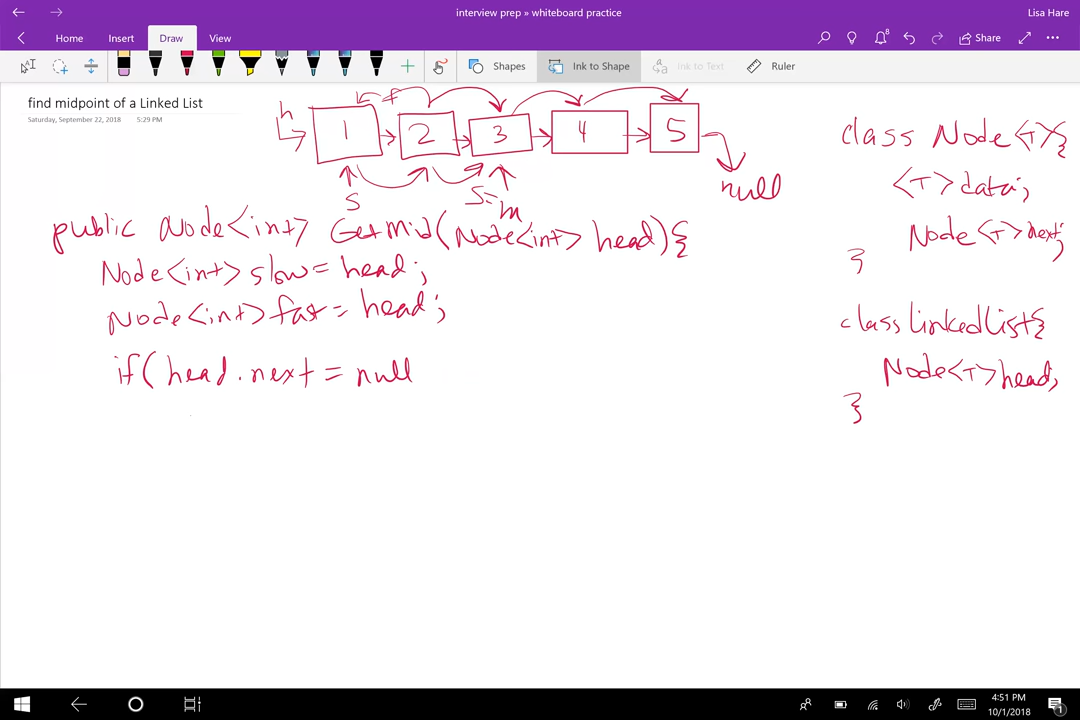 interview prep » whiteboard practice
Lisa Hare
Home Insert Draw View
8
Share
Shapes Ink to Shape Ink to Text Ruler
find midpoint of a Linked List
Saturday, September 22, 2018 5:29 PM
h f
1 2 3 4 5
null
s s= m
public Node<int> GetMid(Node<int> head){
Node<int> slow = head;
Node<int> fast = head;
if(head.next = null
class Node<T>{
<T> data;
Node<T> next;
}
class linkedList{
Node<T> head;
}
4:51 PM
10/1/2018
1